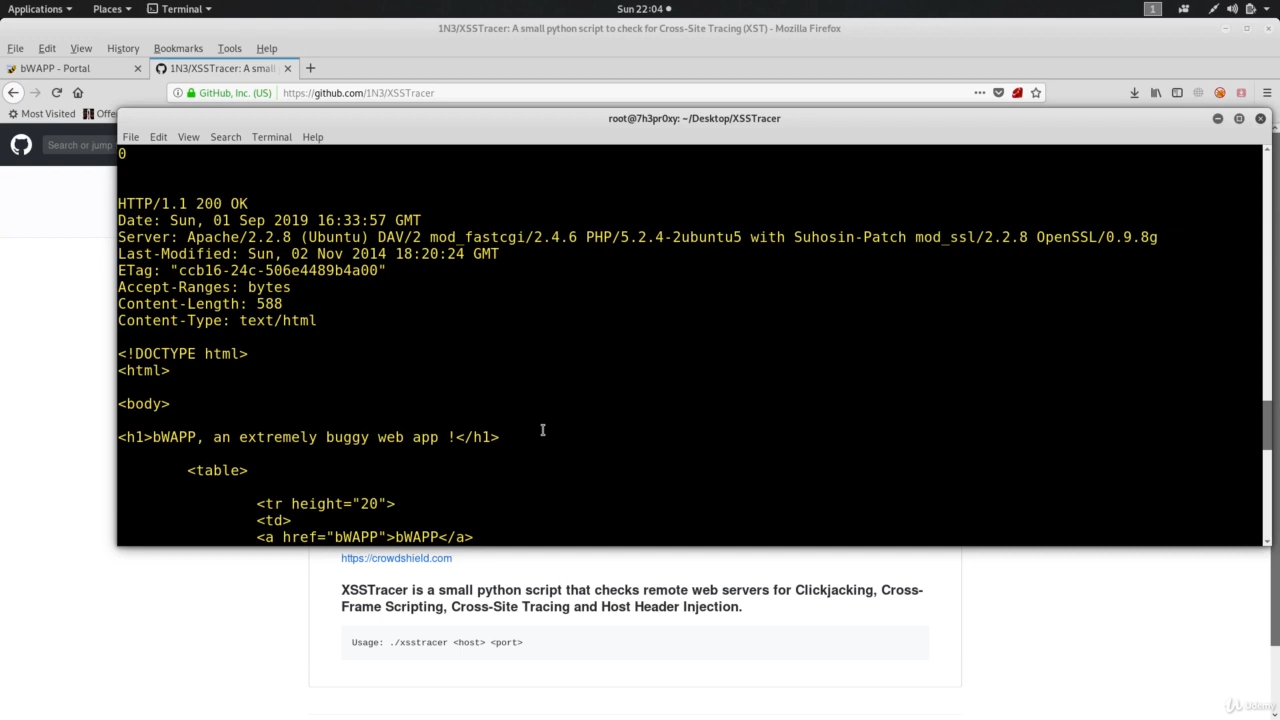 Applications Places Terminal Sun 22:04 1
1N3/XSSTracer: A small python script to check for Cross-Site Tracing (XST) - Mozilla Firefox
File Edit View History Bookmarks Tools Help
bWAPP - Portal 1N3/XSSTracer: A small
GitHub, Inc. (US) https://github.com/1N3/XSSTracer
Most Visited Offe
root@7h3pr0xy: ~/Desktop/XSSTracer
Search or jump
File Edit View Search Terminal Help
0
HTTP/1.1 200 OK
Date: Sun, 01 Sep 2019 16:33:57 GMT
Server: Apache/2.2.8 (Ubuntu) DAV/2 mod_fastcgi/2.4.6 PHP/5.2.4-2ubuntu5 with Suhosin-Patch mod_ssl/2.2.8 OpenSSL/0.9.8g
Last-Modified: Sun, 02 Nov 2014 18:20:24 GMT
ETag: "ccb16-24c-506e4489b4a00"
Accept-Ranges: bytes
Content-Length: 588
Content-Type: text/html
<!DOCTYPE html>
<html>
<body>
<h1>bWAPP, an extremely buggy web app !</h1>
<table>
<tr height="20">
<td>
<a href="bWAPP">bWAPP</a>
https://crowdshield.com
XSSTracer is a small python script that checks remote web servers for Clickjacking, Cross-
Frame Scripting, Cross-Site Tracing and Host Header Injection.
Usage: ./xsstracer <host> <port>
Udemy